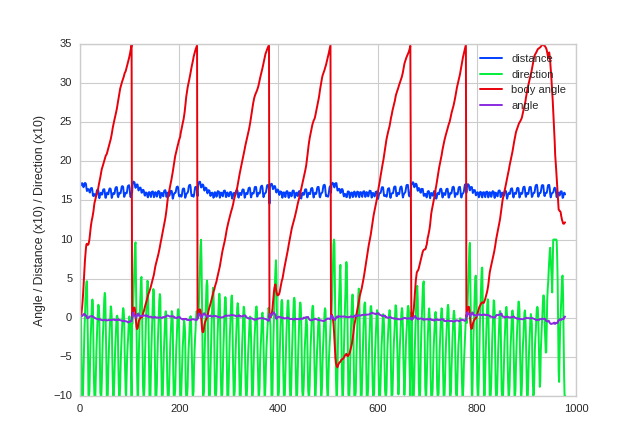 35
30
25
20
15
10
5
0
−5
−10
Angle / Distance (x10) / Direction (x10)
distance
direction
body angle
angle
0 200 400 600 800 1000